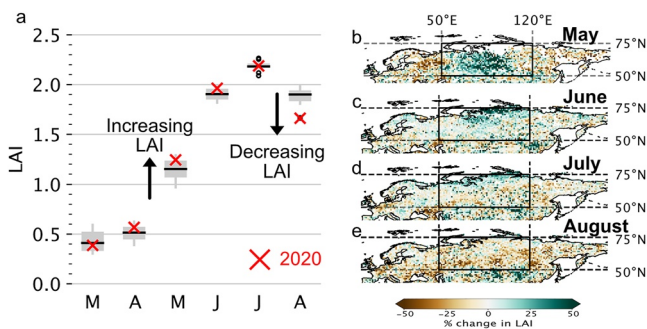 a
2.5
2.0
1.5
1.0
0.5
0.0
LAI
Increasing
LAI
Decreasing
LAI
2020
M A M J J A
50°E 120°E
b May
75°N
50°N
c June
75°N
50°N
d July
75°N
50°N
e August
75°N
50°N
−50 −25 0 25 50
% change in LAI